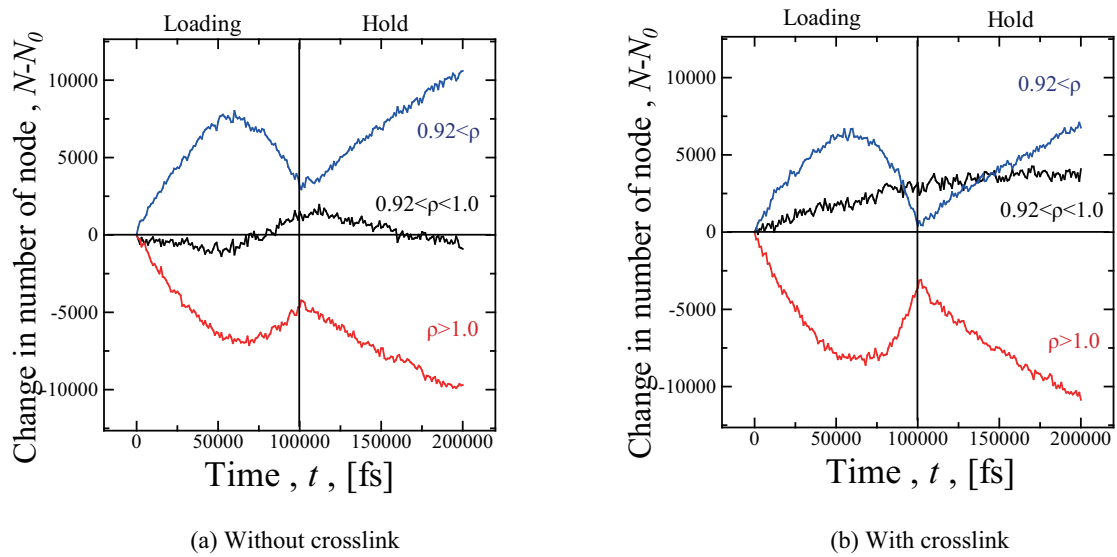 Loading Hold
Change in number of node , N-N0
10000
5000
0
-5000
-10000
0.92<ρ
0.92<ρ<1.0
ρ>1.0
0 50000 100000 150000 200000
Time , t , [fs]
(a) Without crosslink
Loading Hold
Change in number of node , N-N0
10000
5000
0
-5000
-10000
0.92<ρ
0.92<ρ<1.0
ρ>1.0
0 50000 100000 150000 200000
Time , t , [fs]
(b) With crosslink